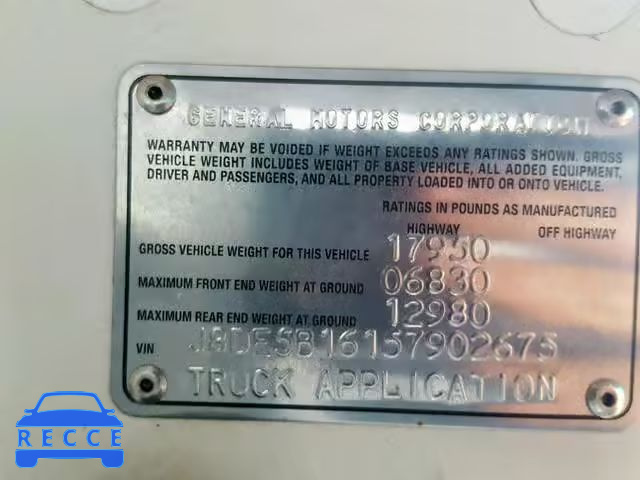 GENERAL MOTORS CORPORATION
WARRANTY MAY BE VOIDED IF WEIGHT EXCEEDS ANY RATINGS SHOWN. GROSS
VEHICLE WEIGHT INCLUDES WEIGHT OF BASE VEHICLE, ALL ADDED EQUIPMENT,
DRIVER AND PASSENGERS, AND ALL PROPERTY LOADED INTO OR ONTO VEHICLE.
RATINGS IN POUNDS AS MANUFACTURED
HIGHWAY OFF HIGHWAY
GROSS VEHICLE WEIGHT FOR THIS VEHICLE 17950
MAXIMUM FRONT END WEIGHT AT GROUND 06830
MAXIMUM REAR END WEIGHT AT GROUND 12980
VIN J8DE5B16157902675
TRUCK APPLICATION
RECCE